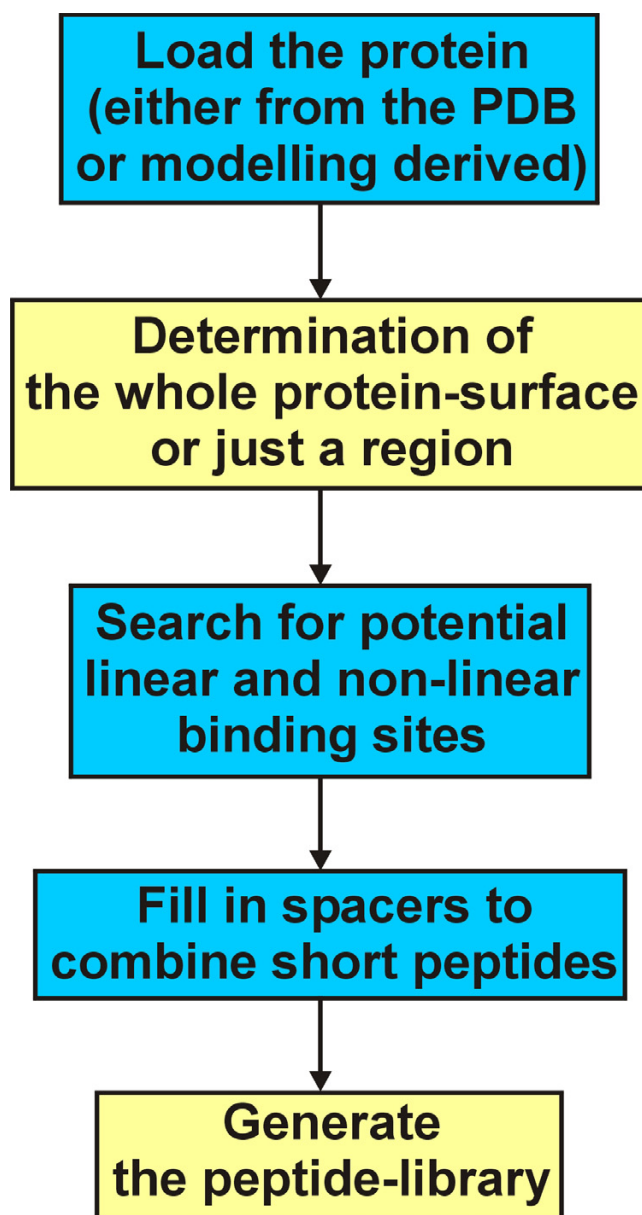 Load the protein
(either from the PDB
or modelling derived)
Determination of
the whole protein-surface
or just a region
Search for potential
linear and non-linear
binding sites
Fill in spacers to
combine short peptides
Generate
the peptide-library